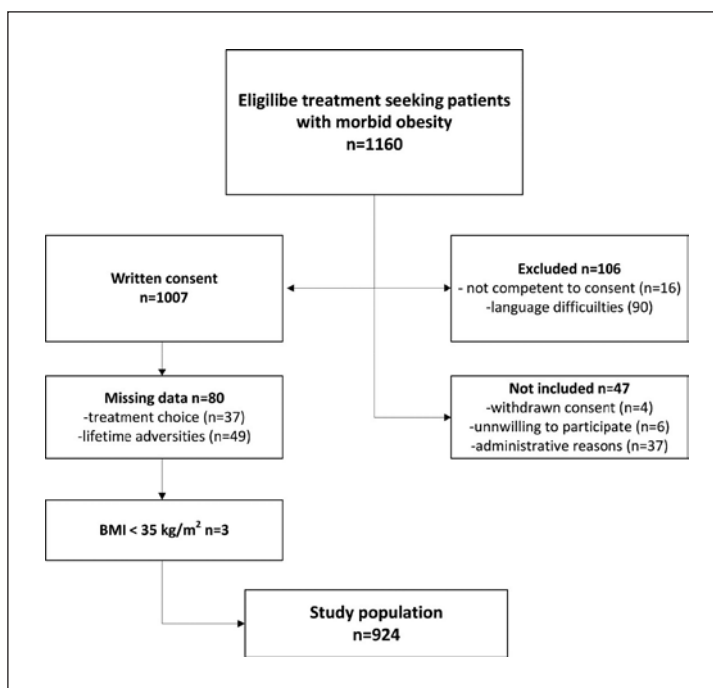 Eligilibe treatment seeking patients
with morbid obesity
n=1160
Written consent
n=1007
Excluded n=106
- not competent to consent (n=16)
-language difficuilties (90)
Missing data n=80
-treatment choice (n=37)
-lifetime adversities (n=49)
Not included n=47
-withdrawn consent (n=4)
-unnwilling to participate (n=6)
-administrative reasons (n=37)
BMI < 35 kg/m² n=3
Study population
n=924